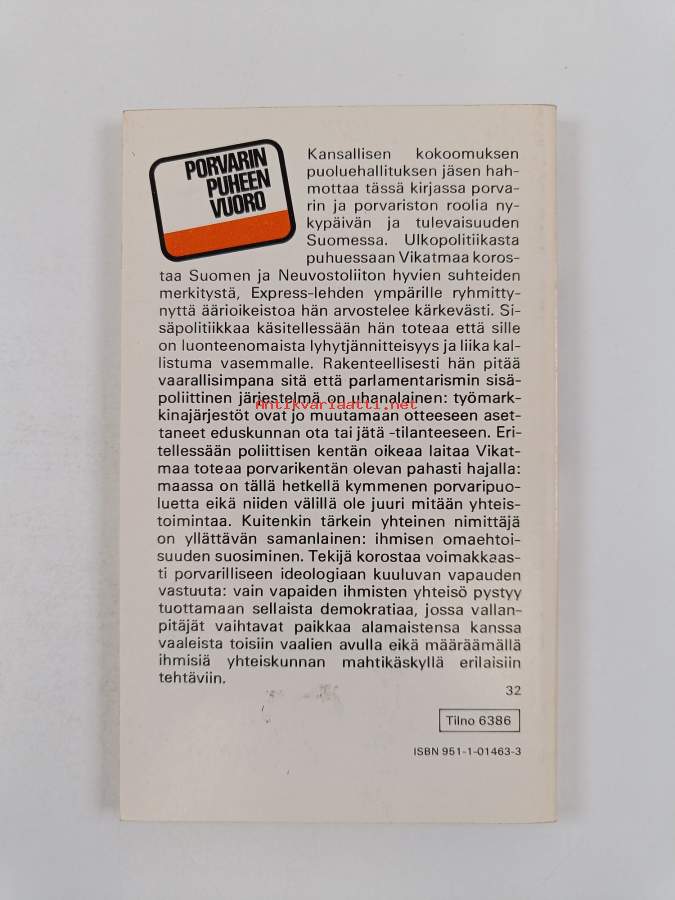 PORVARIN
PUHEEN
VUORO
Kansallisen kokoomuksen
puoluehallituksen jäsen hah-
mottaa tässä kirjassa porva-
rin ja porvariston roolia ny-
kypäivän ja tulevaisuuden
Suomessa. Ulkopolitiikasta
puhuessaan Vikatmaa koros-
taa Suomen ja Neuvostoliiton hyvien suhteiden
merkitystä, Express-lehden ympärille ryhmitty-
nyttä äärioikeistoa hän arvostelee kärkevästi. Si-
säpolitiikkaa käsitellessään hän toteaa että sille
on luonteenomaista lyhytjännitteisyys ja liika kal-
listuma vasemmalle. Rakenteellisesti hän pitää
vaarallisimpana sitä että parlamentarismin sisä-
poliittinen järjestelmä on uhanalainen: työmark-
Antikvariaatti.net
kinajärjestöt ovat jo muutamaan otteeseen aset-
taneet eduskunnan ota tai jätä -tilanteeseen. Eri-
tellessään poliittisen kentän oikeaa laitaa Vikat-
maa toteaa porvarikentän olevan pahasti hajalla:
maassa on tällä hetkellä kymmenen porvaripuo-
luetta eikä niiden välillä ole juuri mitään yhteis-
toimintaa. Kuitenkin tärkein yhteinen nimittäjä
on yllättävän samanlainen: ihmisen omaehtoi-
suuden suosiminen. Tekijä korostaa voimakkaas-
ti porvarilliseen ideologiaan kuuluvan vapauden
vastuuta: vain vapaiden ihmisten yhteisö pystyy
tuottamaan sellaista demokratiaa, jossa vallan-
pitäjät vaihtavat paikkaa alamaistensa kanssa
vaaleista toisiin vaalien avulla eikä määräämällä
ihmisiä yhteiskunnan mahtikäskyllä erilaisiin
tehtäviin.
32
Tilno 6386
ISBN 951-1-01463-3